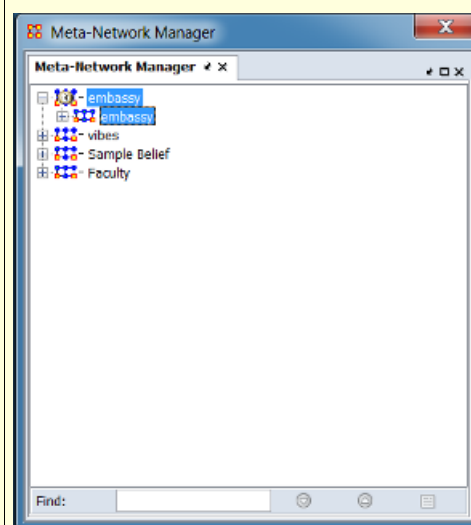 Meta-Network Manager
Meta-Network Manager
embassy
embassy
vibes
Sample Belief
Faculty
Find: